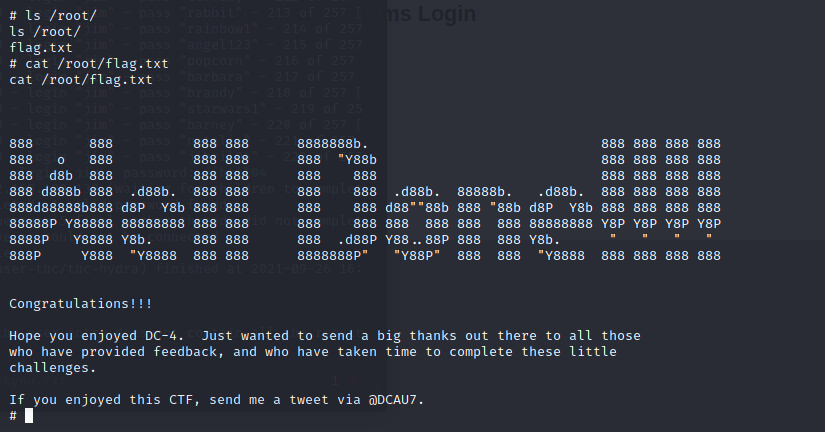 # ls /root/
ls /root/
flag.txt
# cat /root/flag.txt
cat /root/flag.txt
888       888          888 888      8888888b.                             888 888 888 888
888   o   888          888 888      888  "Y88b                            888 888 888 888
888  d8b  888          888 888      888    888                            888 888 888 888
888 d888b 888  .d88b.  888 888      888    888  .d88b.  88888b.   .d88b.  888 888 888 888
888d88888b888 d8P  Y8b 888 888      888    888 d88""88b 888 "88b d8P  Y8b 888 888 888 888
88888P Y88888 88888888 888 888      888    888 888  888 888  888 88888888 Y8P Y8P Y8P Y8P
8888P   Y8888 Y8b.     888 888      888  .d88P Y88..88P 888  888 Y8b.      "   "   "   "
888P     Y888  "Y8888  888 888      8888888P"   "Y88P"  888  888  "Y8888  888 888 888 888
Congratulations!!!
Hope you enjoyed DC-4.  Just wanted to send a big thanks out there to all those
who have provided feedback, and who have taken time to complete these little
challenges.
If you enjoyed this CTF, send me a tweet via @DCAU7.
#